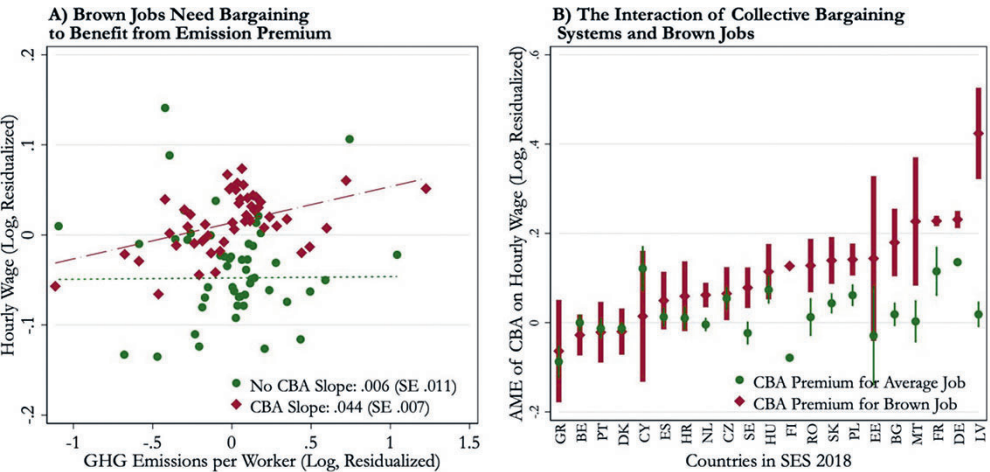 A) Brown Jobs Need Bargaining
to Benefit from Emission Premium
Hourly Wage (Log, Residualized)
.2
.1
0
-.1
-.2
No CBA Slope: .006 (SE .011)
CBA Slope: .044 (SE .007)
-1
-.5
0
.5
1
1.5
GHG Emissions per Worker (Log, Residualized)
B) The Interaction of Collective Bargaining
Systems and Brown Jobs
AME of CBA on Hourly Wage (Log, Residualized)
.6
.4
.2
0
-.2
CBA Premium for Average Job
CBA Premium for Brown Job
GR
BE
PT
DK
CY
ES
HR
NL
CZ
SE
HU
FI
RO
SK
PL
EE
BG
MT
FR
DE
LV
Countries in SES 2018